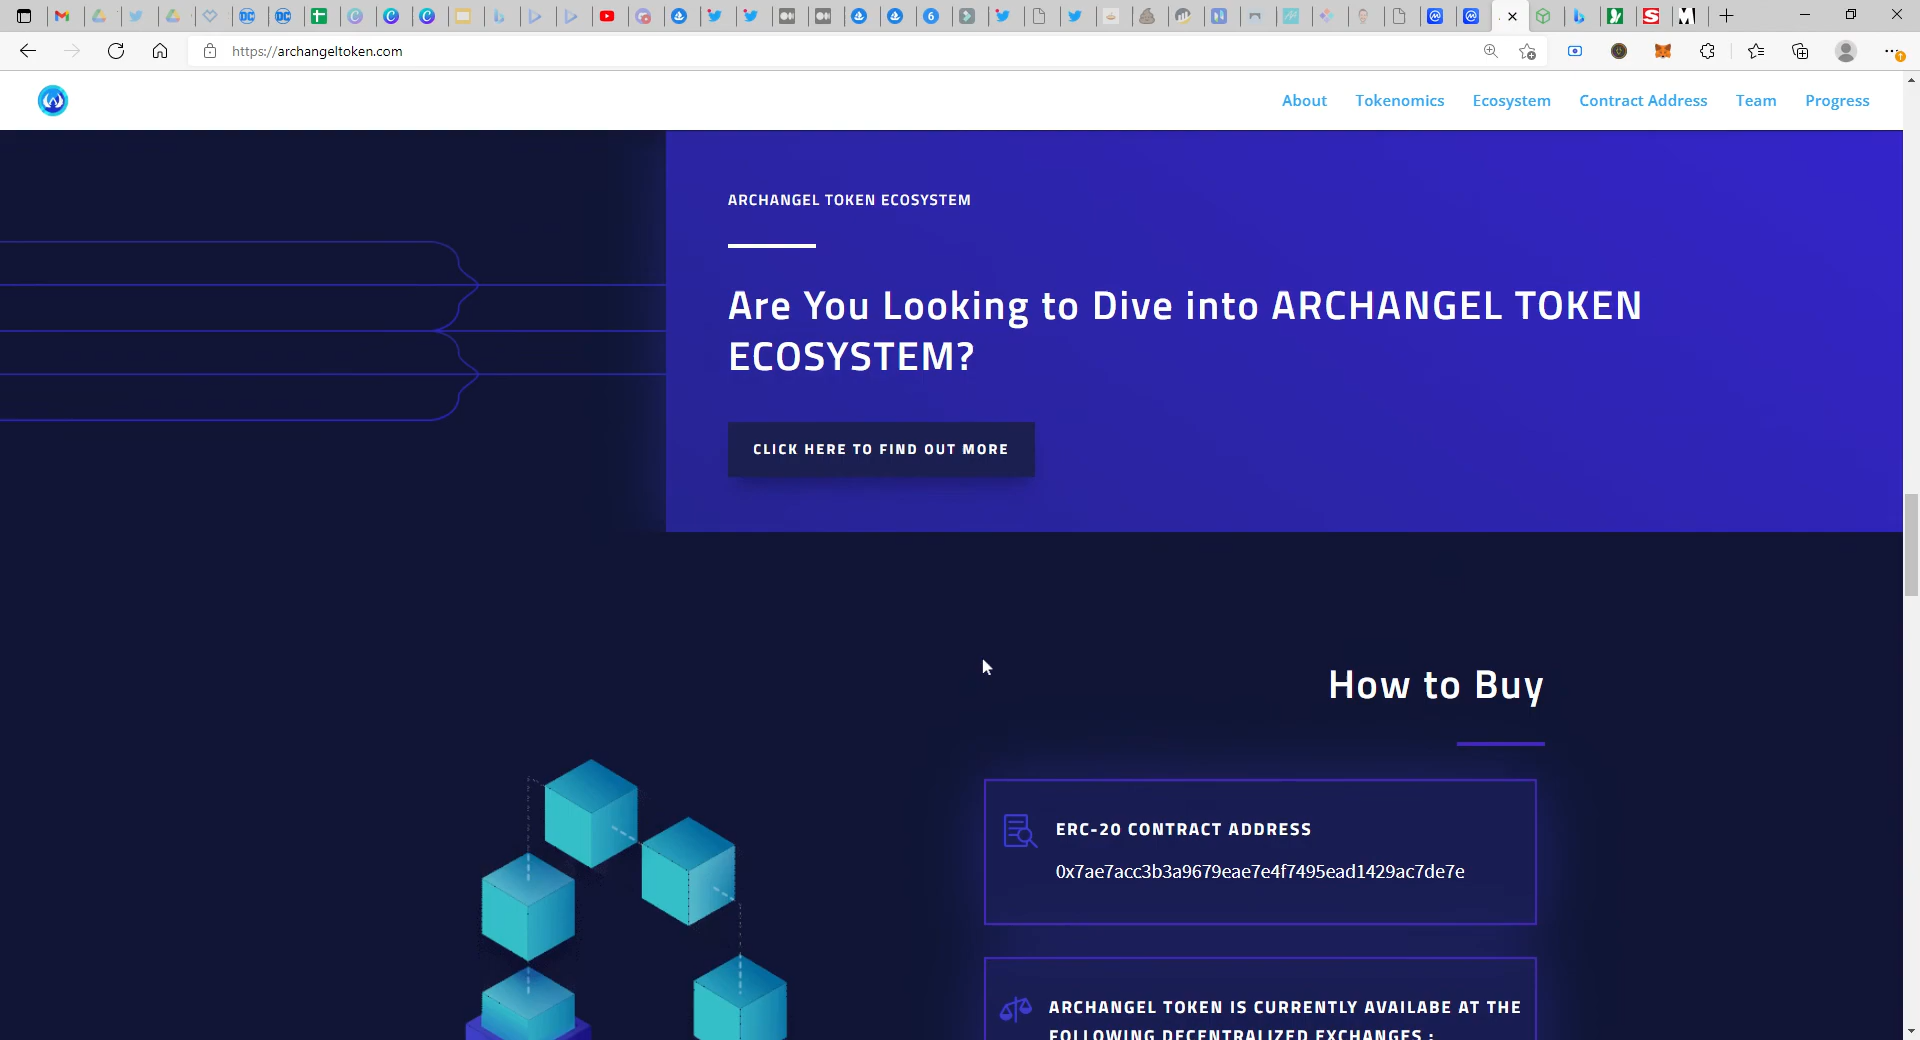 https://archangeltoken.com
About Tokenomics Ecosystem Contract Address Team Progress
ARCHANGEL TOKEN ECOSYSTEM
Are You Looking to Dive into ARCHANGEL TOKEN
ECOSYSTEM?
CLICK HERE TO FIND OUT MORE
How to Buy
ERC-20 CONTRACT ADDRESS
0x7ae7acc3b3a9679eae7e4f7495ead1429ac7de7e
ARCHANGEL TOKEN IS CURRENTLY AVAILABE AT THE
FOLLOWING DECENTRALIZED EXCHANGES :